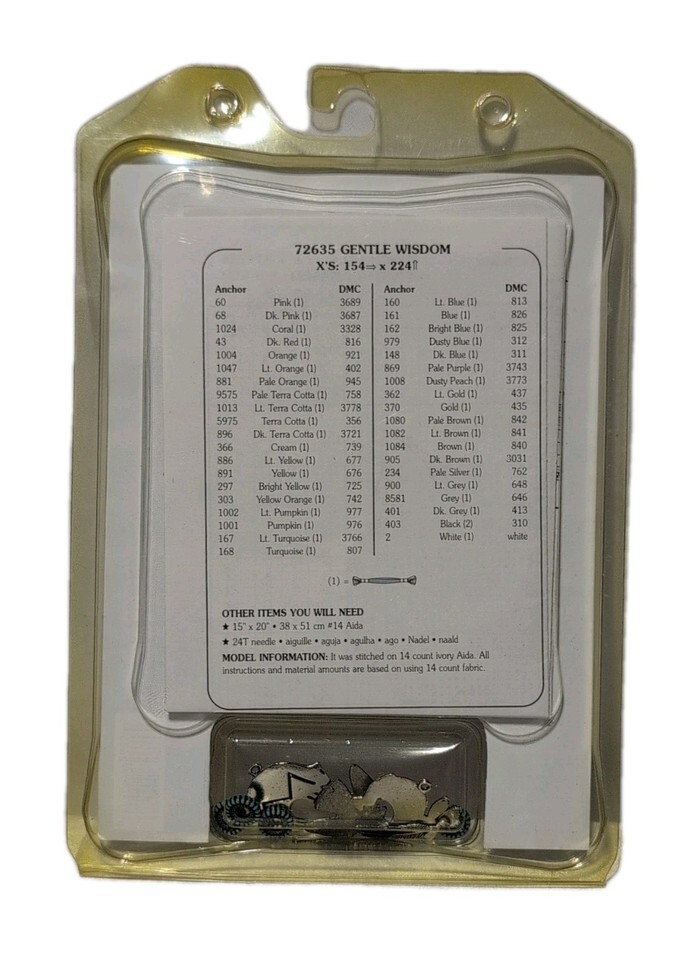 72635 GENTLE WISDOM
X'S: 154⇨ x 224⇧
Anchor DMC
60 Pink (1) 3689
68 Dk. Pink (1) 3687
1024 Coral (1) 3328
43 Dk. Red (1) 816
1004 Orange (1) 921
1047 Lt. Orange (1) 402
881 Pale Orange (1) 945
9575 Pale Terra Cotta (1) 758
1013 Lt. Terra Cotta (1) 3778
5975 Terra Cotta (1) 356
896 Dk. Terra Cotta (1) 3721
366 Cream (1) 739
886 Lt. Yellow (1) 677
891 Yellow (1) 676
297 Bright Yellow (1) 725
303 Yellow Orange (1) 742
1002 Lt. Pumpkin (1) 977
1001 Pumpkin (1) 976
167 Lt. Turquoise (1) 3766
168 Turquoise (1) 807
Anchor DMC
160 Lt. Blue (1) 813
161 Blue (1) 826
162 Bright Blue (1) 825
979 Dusty Blue (1) 312
148 Dk. Blue (1) 311
869 Pale Purple (1) 3743
1008 Dusty Peach (1) 3773
362 Lt. Gold (1) 437
370 Gold (1) 435
1080 Pale Brown (1) 842
1082 Lt. Brown (1) 841
1084 Brown (1) 840
905 Dk. Brown (1) 3031
234 Pale Silver (1) 762
900 Lt. Grey (1) 648
8581 Grey (1) 646
401 Dk. Grey (1) 413
403 Black (2) 310
2 White (1) white
(1) =
OTHER ITEMS YOU WILL NEED
★ 15" x 20" • 38 x 51 cm #14 Aida
★ 24T needle • aiguille • aguja • agulha • ago • Nadel • naald
MODEL INFORMATION: It was stitched on 14 count ivory Aida. All
instructions and material amounts are based on using 14 count fabric.